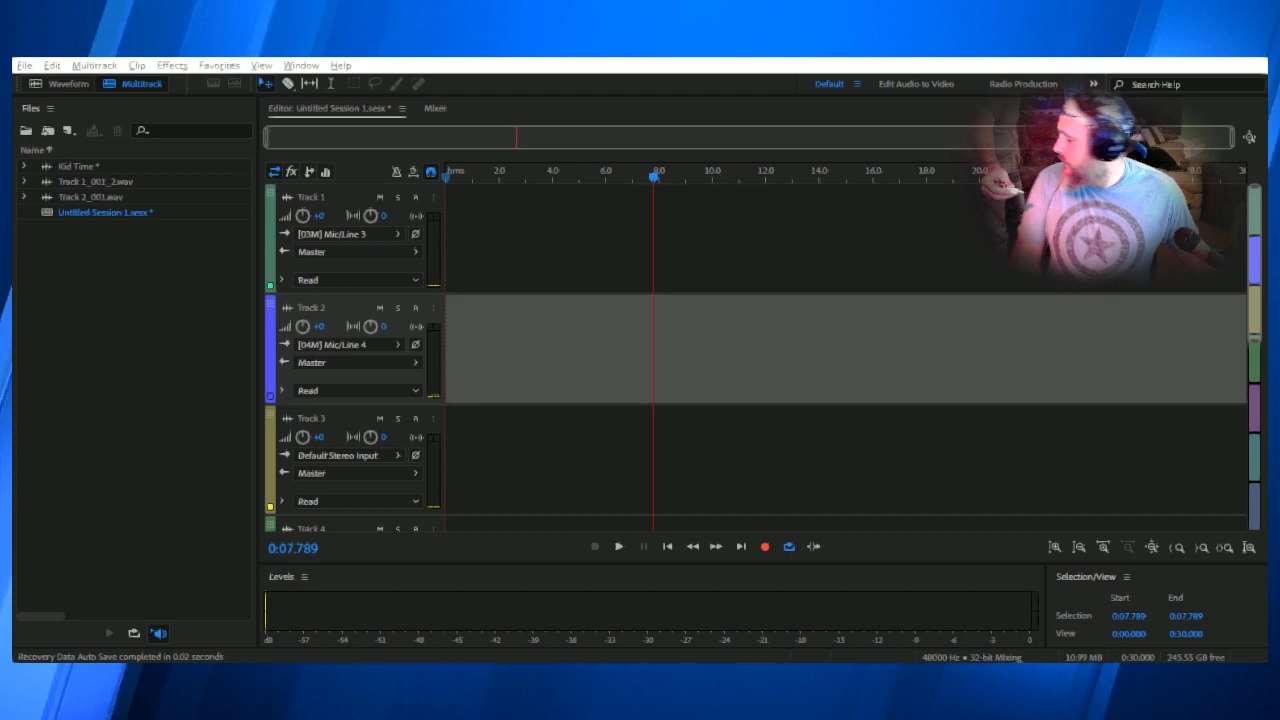 File Edit Multitrack Clip Effects Favorites View Window Help
Waveform Multitrack Default Edit Audio to Video Radio Production Search Help
Files Editor: Untitled Session 1.sesx * Mixer
Name
Kid Time *
Track 1_001_2.wav
Track 2_001.wav
Untitled Session 1.sesx *
fx hms 2.0 4.0 6.0 8.0 10.0 12.0 14.0 16.0 18.0
Track 1 M S R
+0 0
[03M] Mic/Line 3
Master
Read
Track 2 M S R
+0 0
[04M] Mic/Line 4
Master
Read
Track 3 M S R
+0 0
Default Stereo Input
Master
Read
Track 4 M S R
0:07.789
Levels
dB -57 -54 -51 -48 -45 -42 -39 -36 -33 -30 -27 -24 -21 -18 -15 -12 -9 -6 -3 0
Selection/View
Start End
Selection 0:07.789 0:07.789
View 0:00.000 0:30.000
Recovery Data Auto Save completed in 0.02 seconds 48000 Hz • 32-bit Mixing 10.99 MB 0:30.000 245.53 GB free